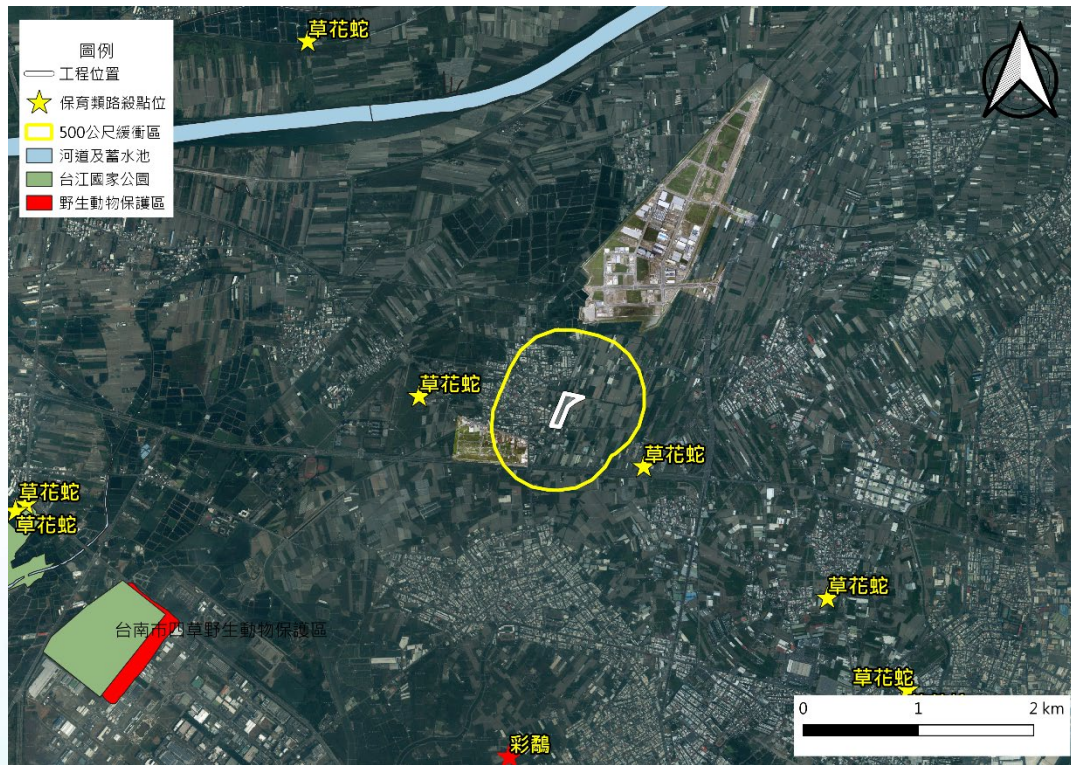 草花蛇
圖例
工程位置
保育類路殺點位
500公尺緩衝區
河道及蓄水池
台江國家公園
野生動物保護區
草花蛇
草花蛇
草花蛇
草花蛇
草花蛇
台南市四草野生動物保護區
草花蛇
彩鷸
0 1 2 km